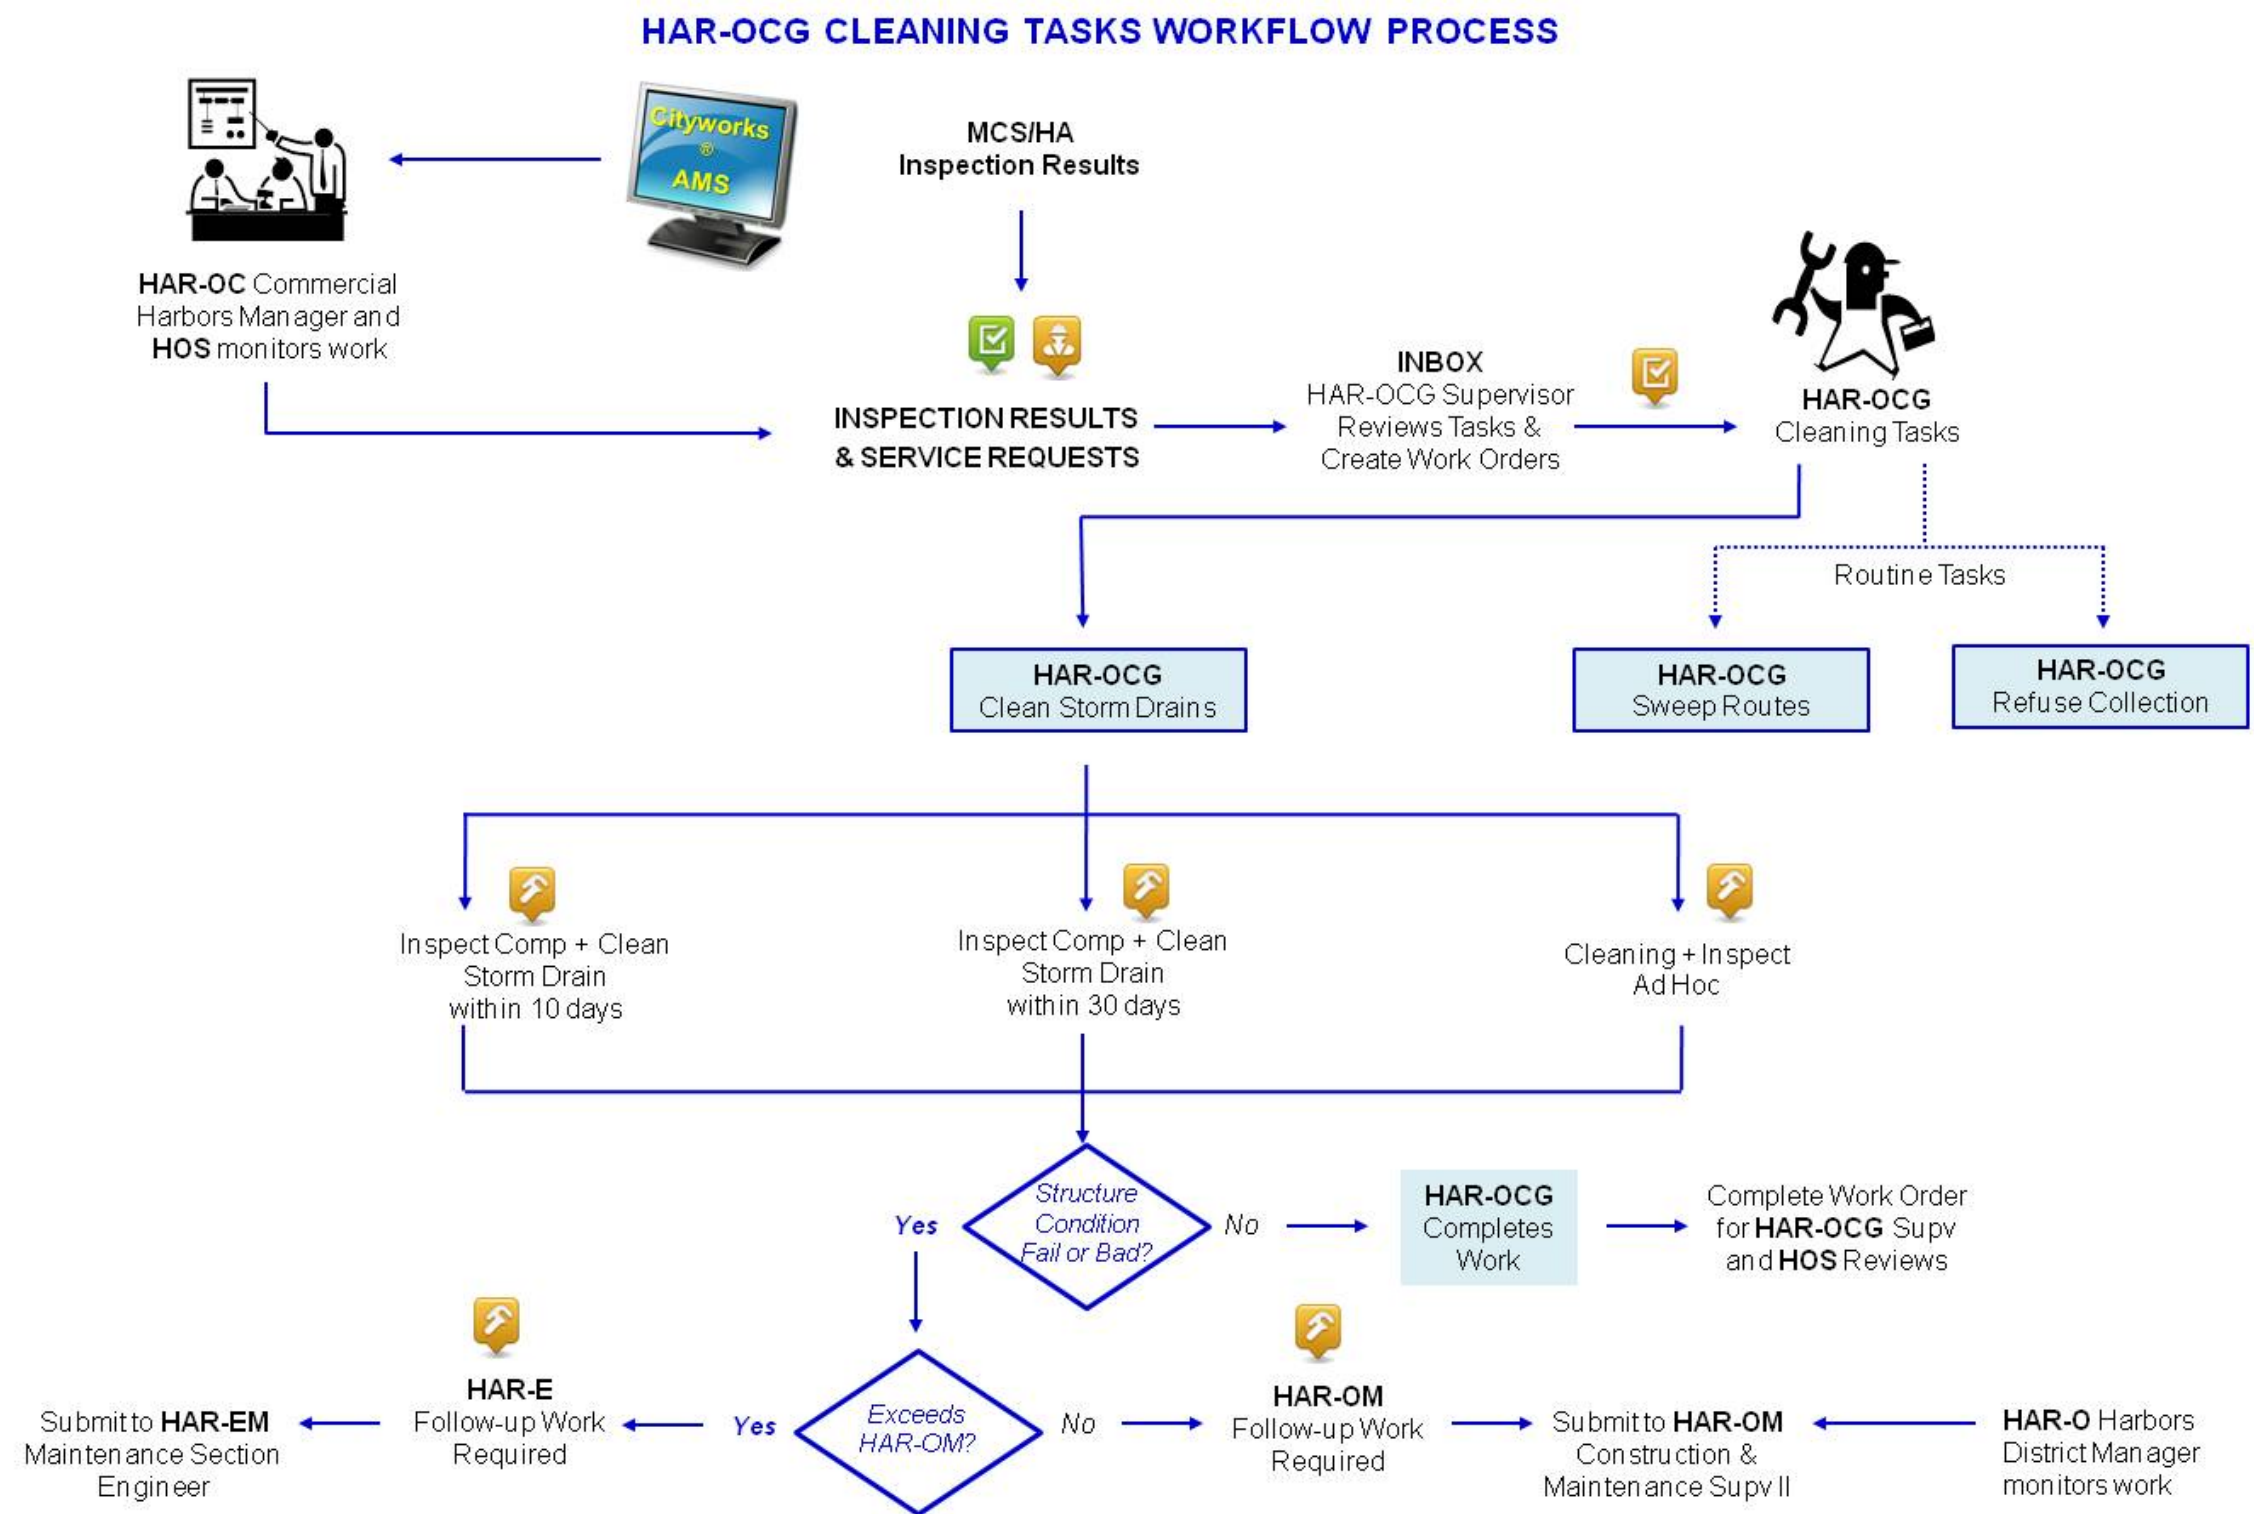 HAR-OCG CLEANING TASKS WORKFLOW PROCESS
Cityworks
®
AMS
MCS/HA
Inspection Results
HAR-OC Commercial
Harbors Manager and
HOS monitors work
INSPECTION RESULTS
& SERVICE REQUESTS
INBOX
HAR-OCG Supervisor
Reviews Tasks &
Create Work Orders
HAR-OCG
Cleaning Tasks
Routine Tasks
HAR-OCG
Clean Storm Drains
HAR-OCG
Sweep Routes
HAR-OCG
Refuse Collection
Inspect Comp + Clean
Storm Drain
within 10 days
Inspect Comp + Clean
Storm Drain
within 30 days
Cleaning + Inspect
Ad Hoc
Yes
Structure
Condition
Fail or Bad?
No
HAR-OCG
Completes
Work
Complete Work Order
for HAR-OCG Supv
and HOS Reviews
Submit to HAR-EM
Maintenance Section
Engineer
HAR-E
Follow-up Work
Required
Yes
Exceeds
HAR-OM?
No
HAR-OM
Follow-up Work
Required
Submit to HAR-OM
Construction &
Maintenance Supv II
HAR-O Harbors
District Manager
monitors work